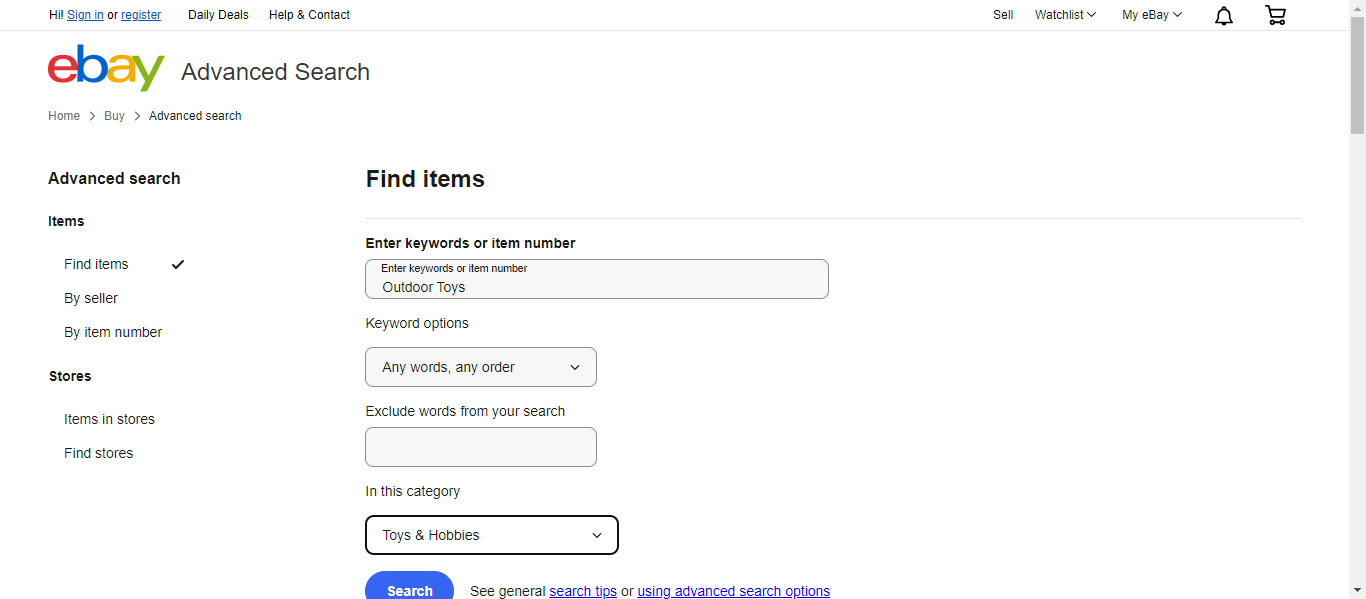 Hi! Sign in or register Daily Deals Help & Contact Sell Watchlist My eBay
ebay Advanced Search
Home Buy Advanced search
Advanced search
Items
Find items
By seller
By item number
Stores
Items in stores
Find stores
Find items
Enter keywords or item number
Enter keywords or item number
Outdoor Toys
Keyword options
Any words, any order
Exclude words from your search
In this category
Toys & Hobbies
Search See general search tips or using advanced search options